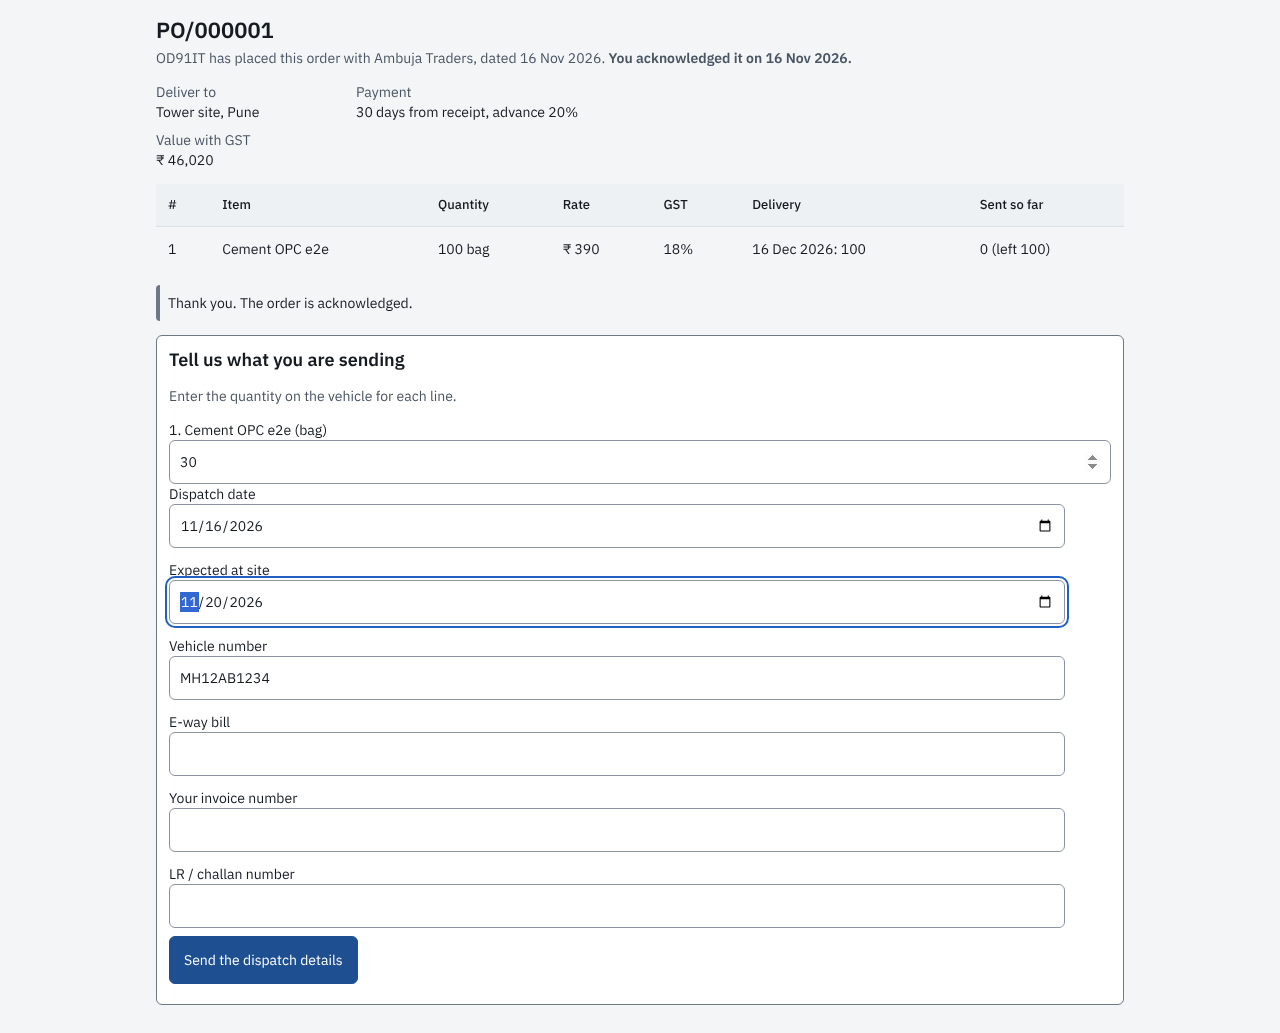 PO/000001
OD91IT has placed this order with Ambuja Traders, dated 16 Nov 2026. You acknowledged it on 16 Nov 2026.
Deliver to
Tower site, Pune
Payment
30 days from receipt, advance 20%
Value with GST
₹ 46,020
# Item Quantity Rate GST Delivery Sent so far
1 Cement OPC e2e 100 bag ₹ 390 18% 16 Dec 2026: 100 0 (left 100)
Thank you. The order is acknowledged.
Tell us what you are sending
Enter the quantity on the vehicle for each line.
1. Cement OPC e2e (bag)
30
Dispatch date
11/16/2026
Expected at site
11/20/2026
Vehicle number
MH12AB1234
E-way bill
Your invoice number
LR / challan number
Send the dispatch details